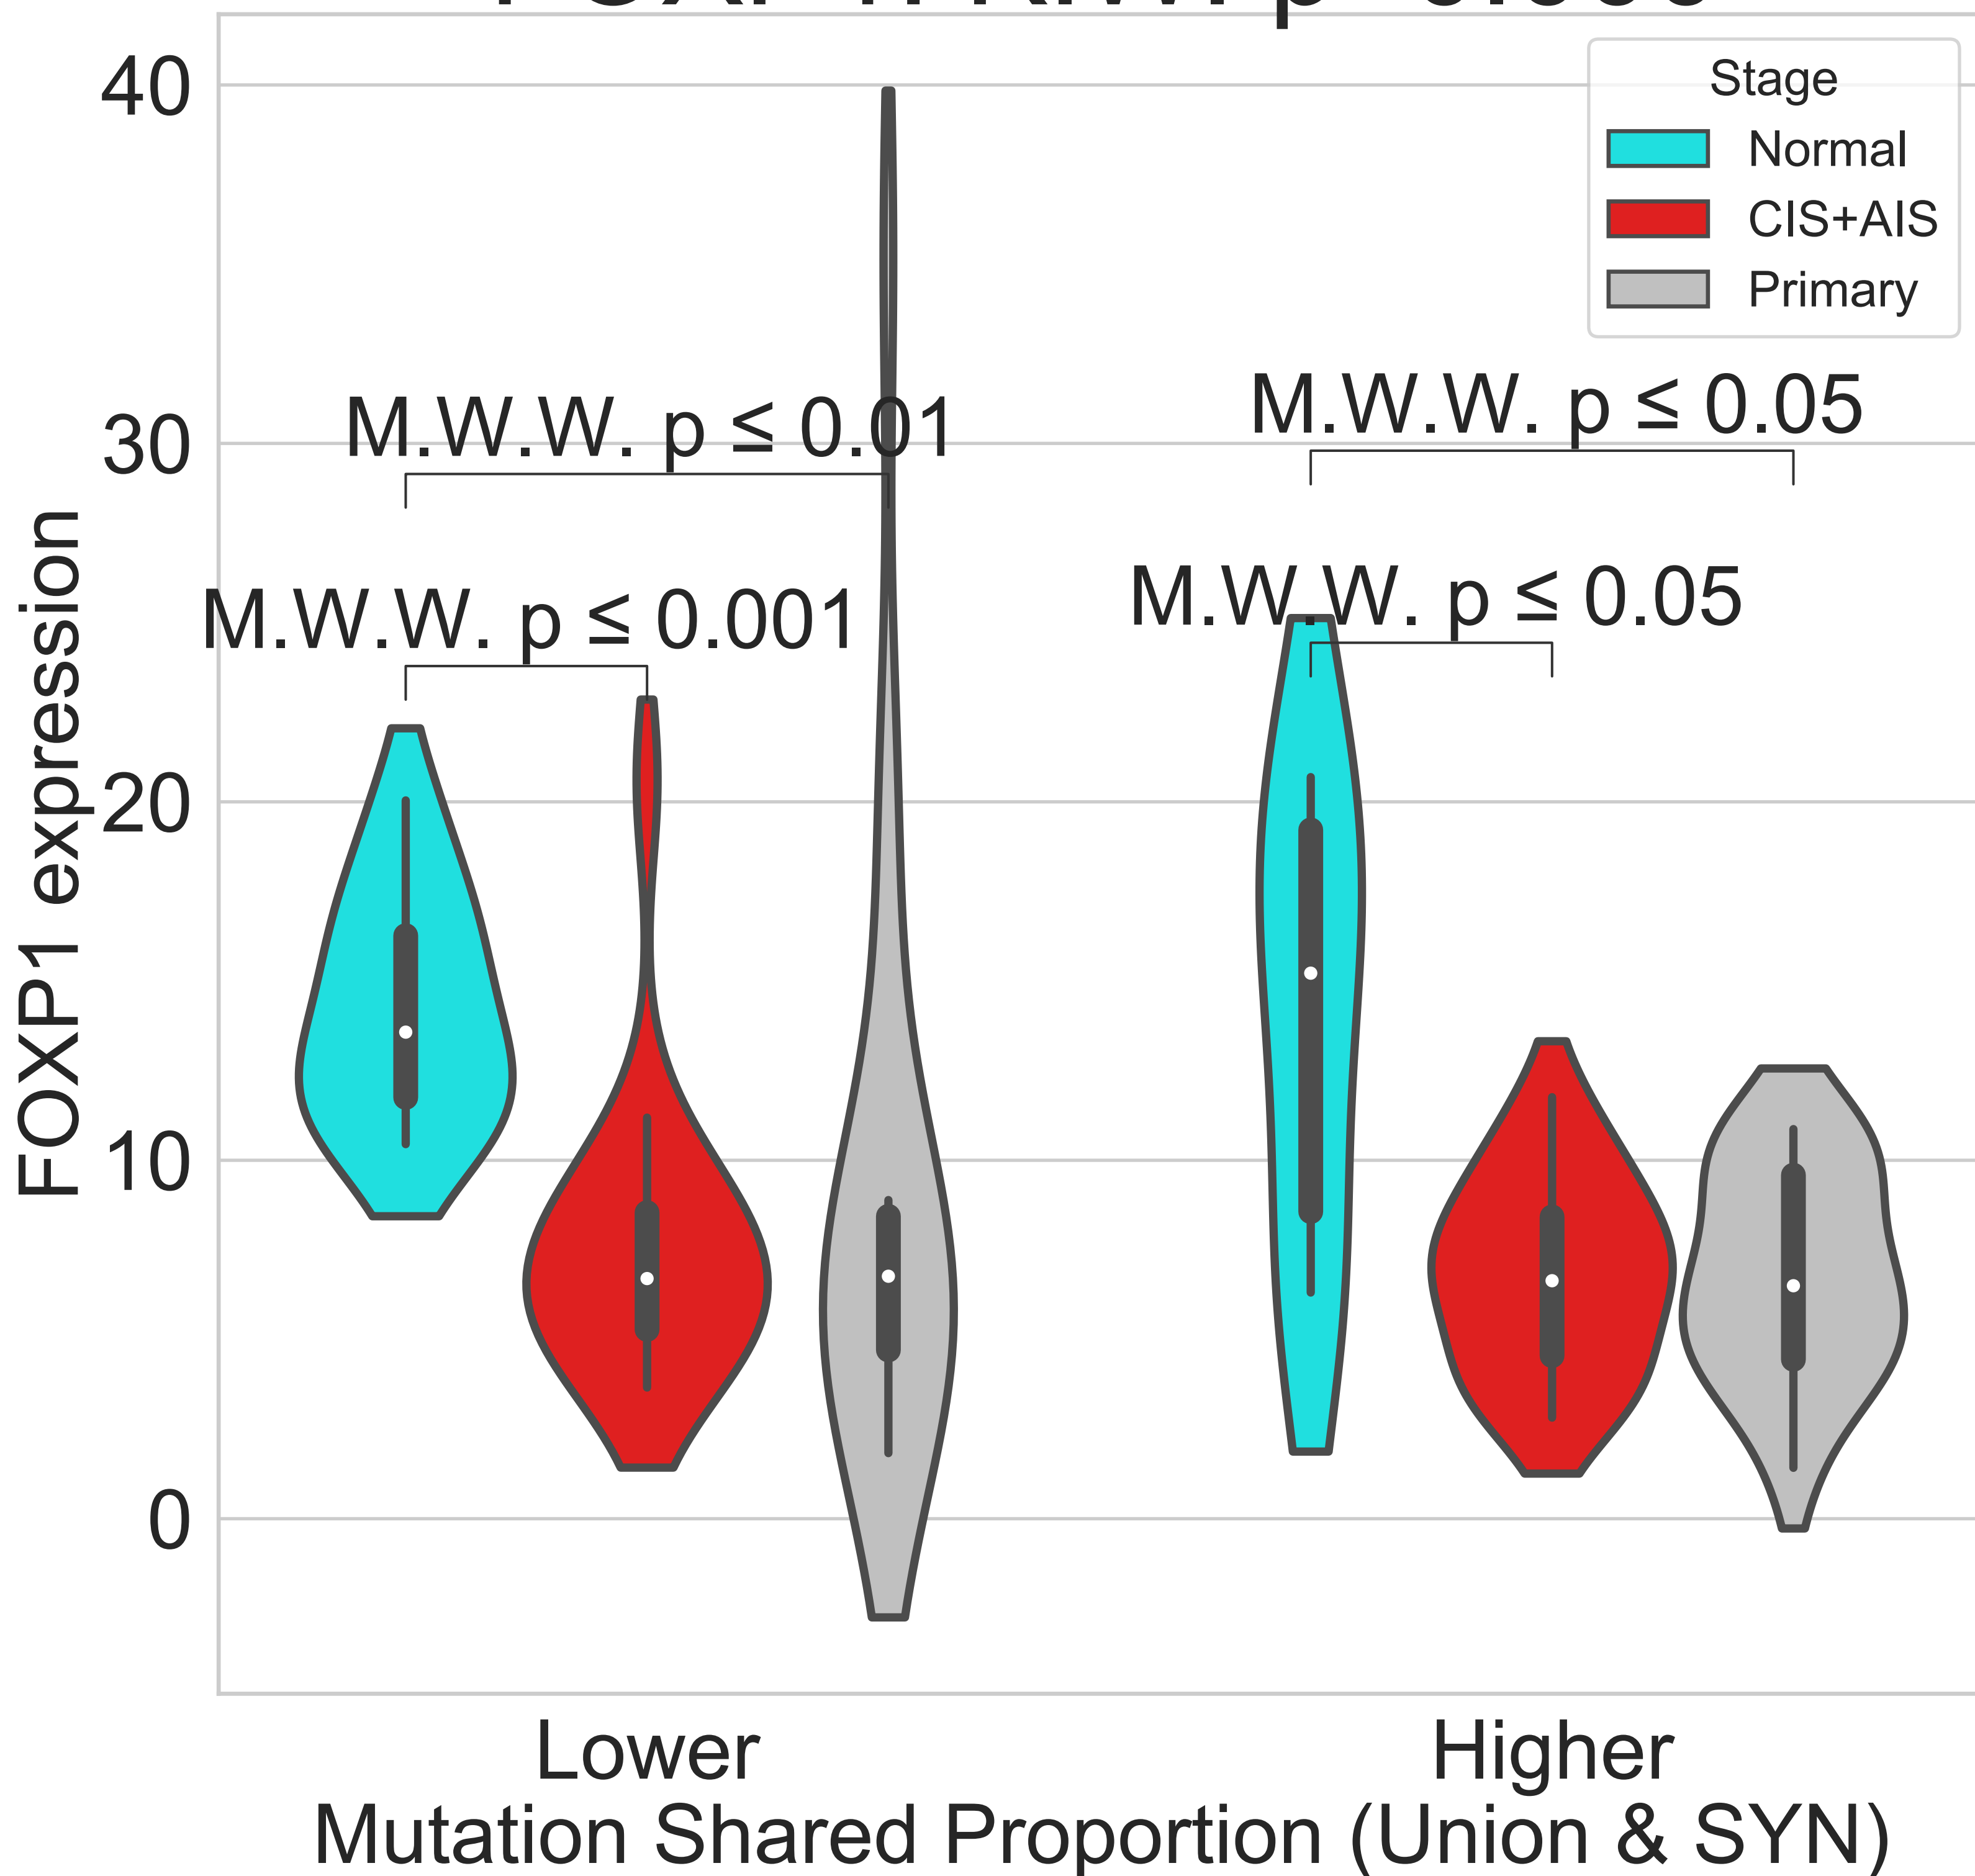 40
30
20
10
0
FOXP1 expression
Stage
Normal
CIS+AIS
Primary
M.W.W. p ≤ 0.01
M.W.W. p ≤ 0.05
M.W.W. p ≤ 0.001
M.W.W. p ≤ 0.05
Lower
Higher
Mutation Shared Proportion (Union & SYN)